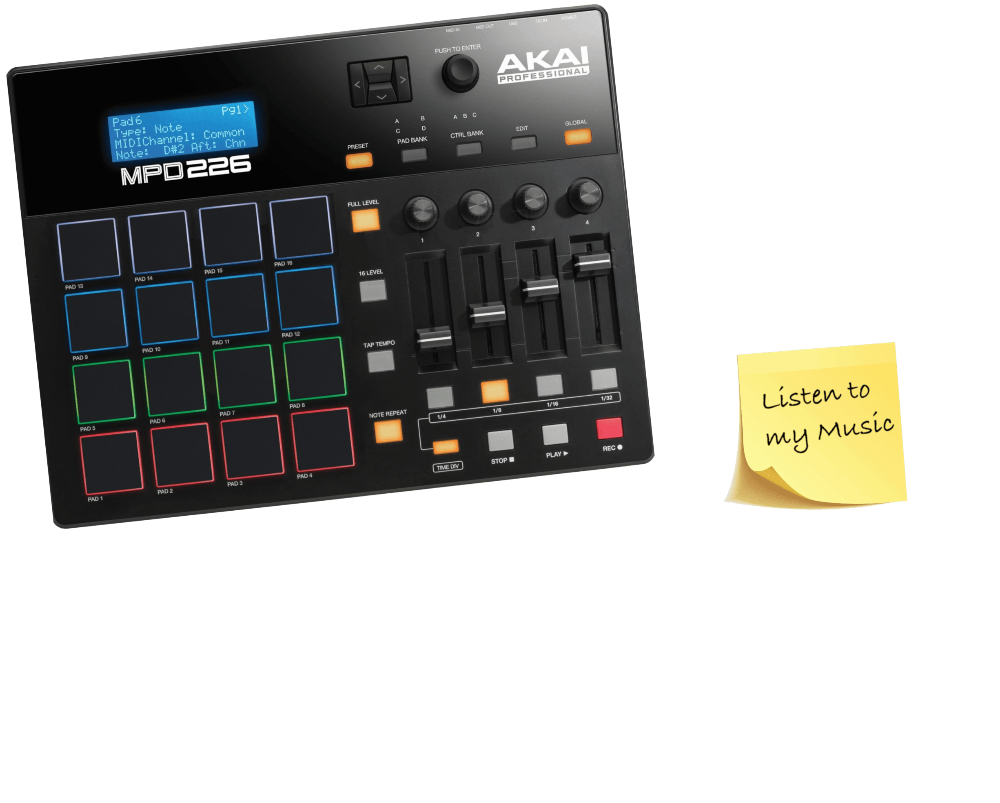 PUSH TO ENTER
AKAI
PROFESSIONAL
Pad6 Pg1>
Type: Note
MIDIChannel: Common
Note: D#2 Aft: Chn
MPD226
A B
C D
A B C
PRESET
PAD BANK
CTRL BANK
EDIT
GLOBAL
FULL LEVEL
1
2
3
4
PAD 13
PAD 14
PAD 15
PAD 16
16 LEVEL
PAD 9
PAD 10
PAD 11
PAD 12
TAP TEMPO
PAD 5
PAD 6
PAD 7
PAD 8
1/4
1/8
1/16
1/32
NOTE REPEAT
TIME DIV
STOP ■
PLAY ▶
REC ●
PAD 1
PAD 2
PAD 3
PAD 4
Listen to
my Music